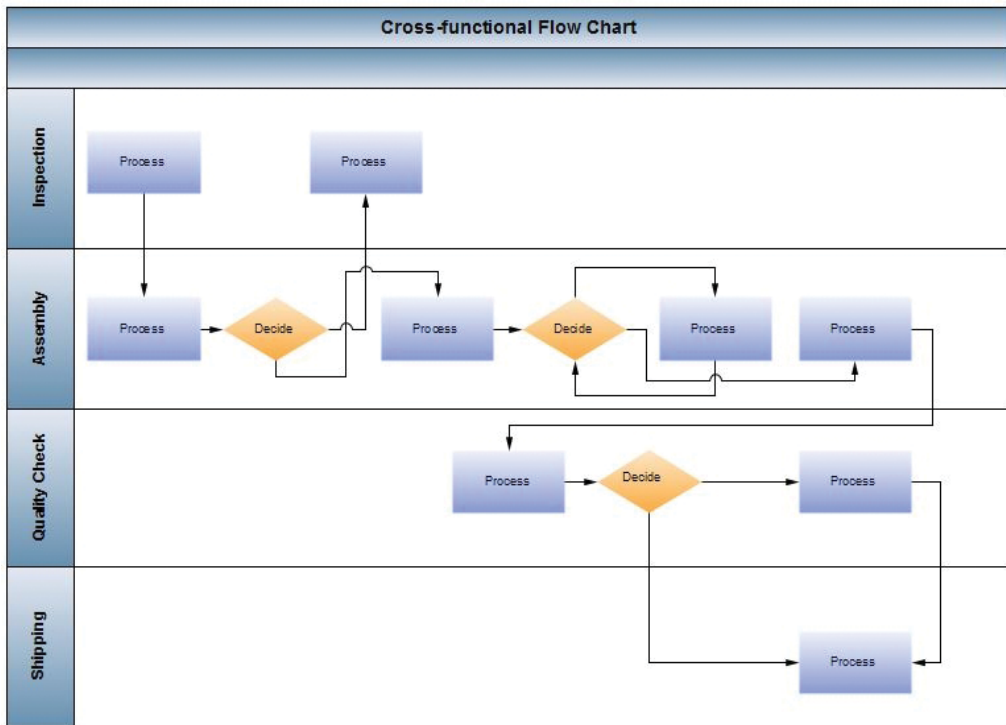 Cross-functional Flow Chart
Inspection
Process
Process
Assembly
Process
Decide
Process
Decide
Process
Process
Quality Check
Process
Decide
Process
Shipping
Process